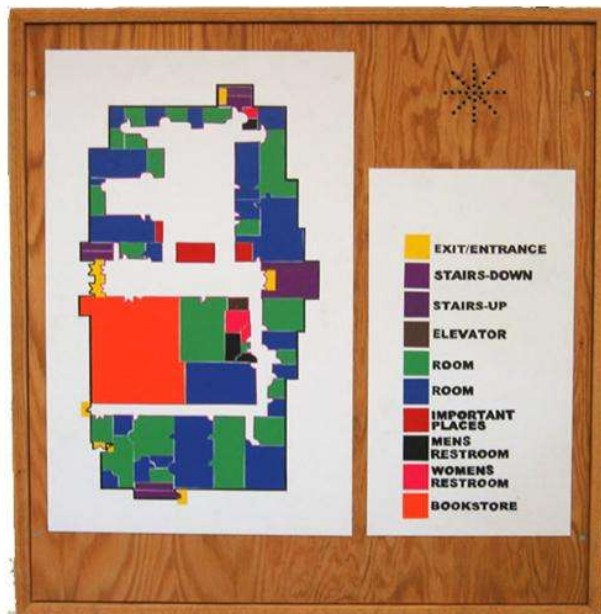 EXIT/ENTRANCE
STAIRS-DOWN
STAIRS-UP
ELEVATOR
ROOM
ROOM
IMPORTANT
PLACES
MENS
RESTROOM
WOMENS
RESTROOM
BOOKSTORE